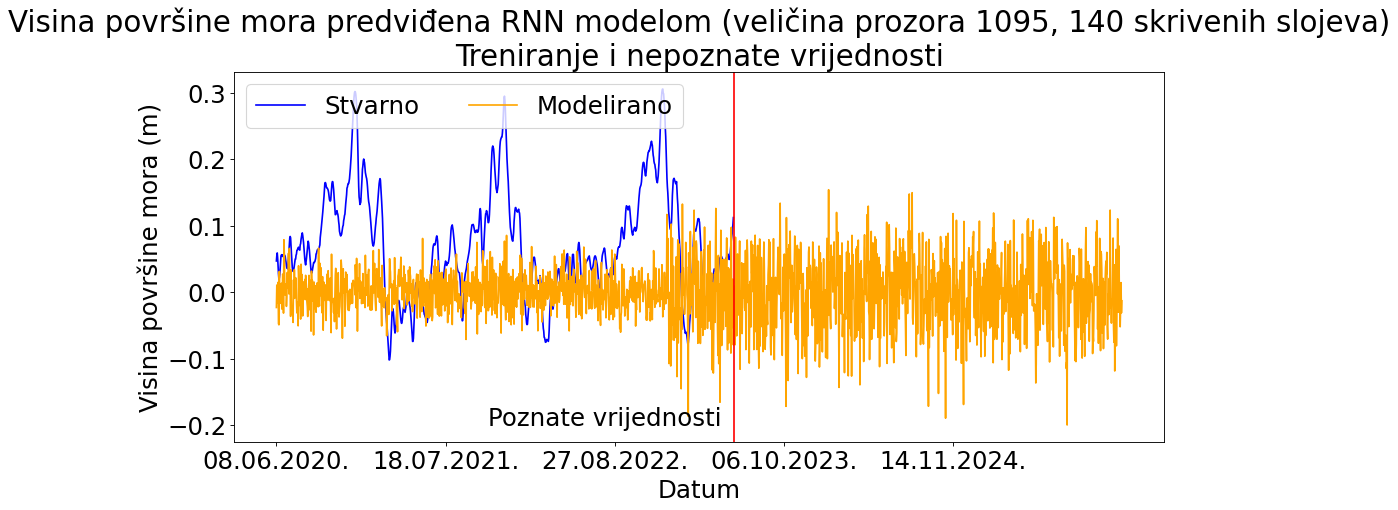 Visina površine mora predviđena RNN modelom (veličina prozora 1095, 140 skrivenih slojeva)
Treniranje i nepoznate vrijednosti
Stvarno
Modelirano
Visina površine mora (m)
0.3
0.2
0.1
0.0
−0.1
−0.2
Poznate vrijednosti
08.06.2020. 18.07.2021. 27.08.2022. 06.10.2023. 14.11.2024.
Datum